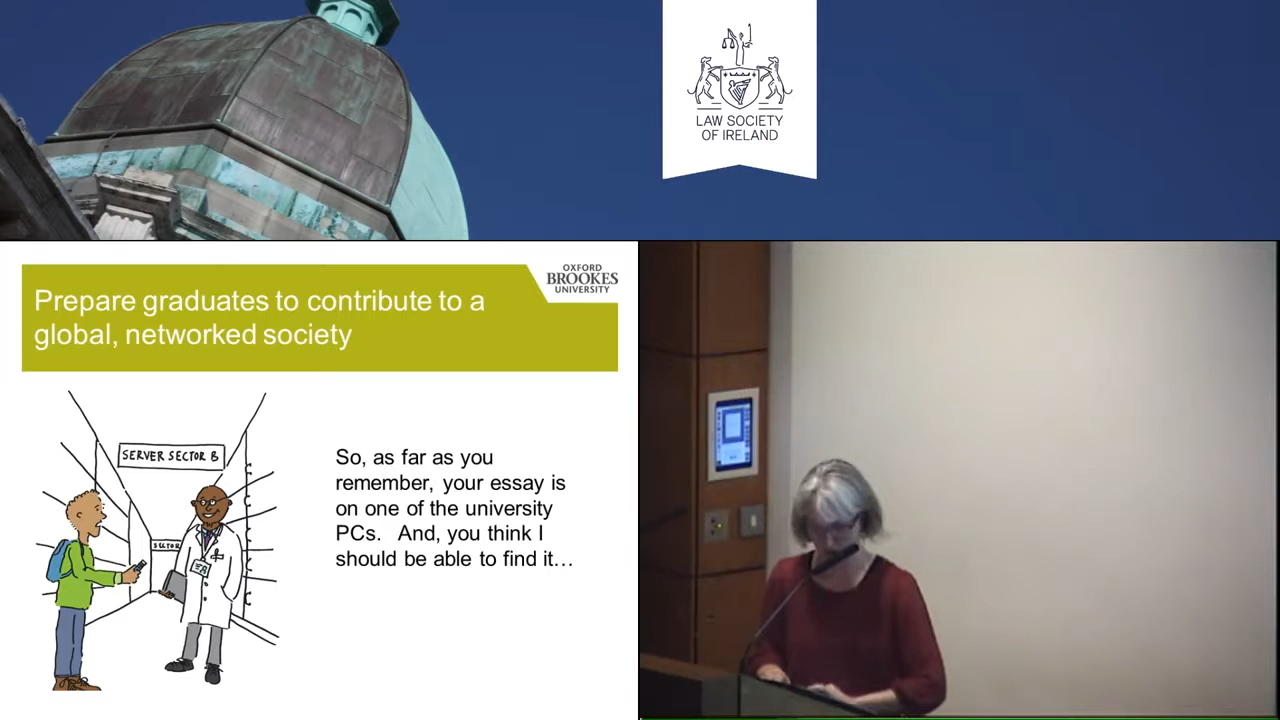 LAW SOCIETY
OF IRELAND
OXFORD
BROOKES
UNIVERSITY
Prepare graduates to contribute to a
global, networked society
SERVER SECTOR B
SECTOR
So, as far as you
remember, your essay is
on one of the university
PCs. And, you think I
should be able to find it…